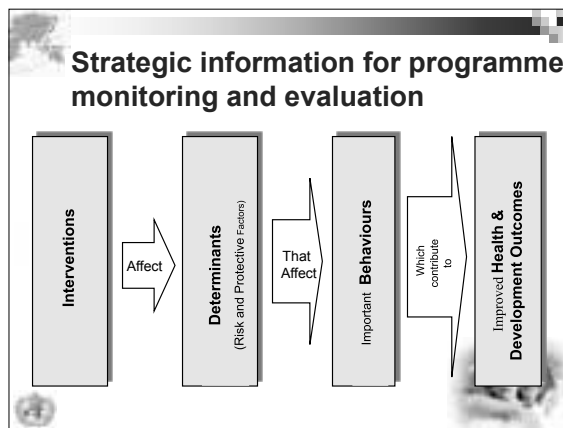 Strategic information for programme
monitoring and evaluation
Interventions
Affect
Determinants
(Risk and Protective Factors)
That
Affect
Important Behaviours
Which
contribute
to
Improved Health &
Development Outcomes